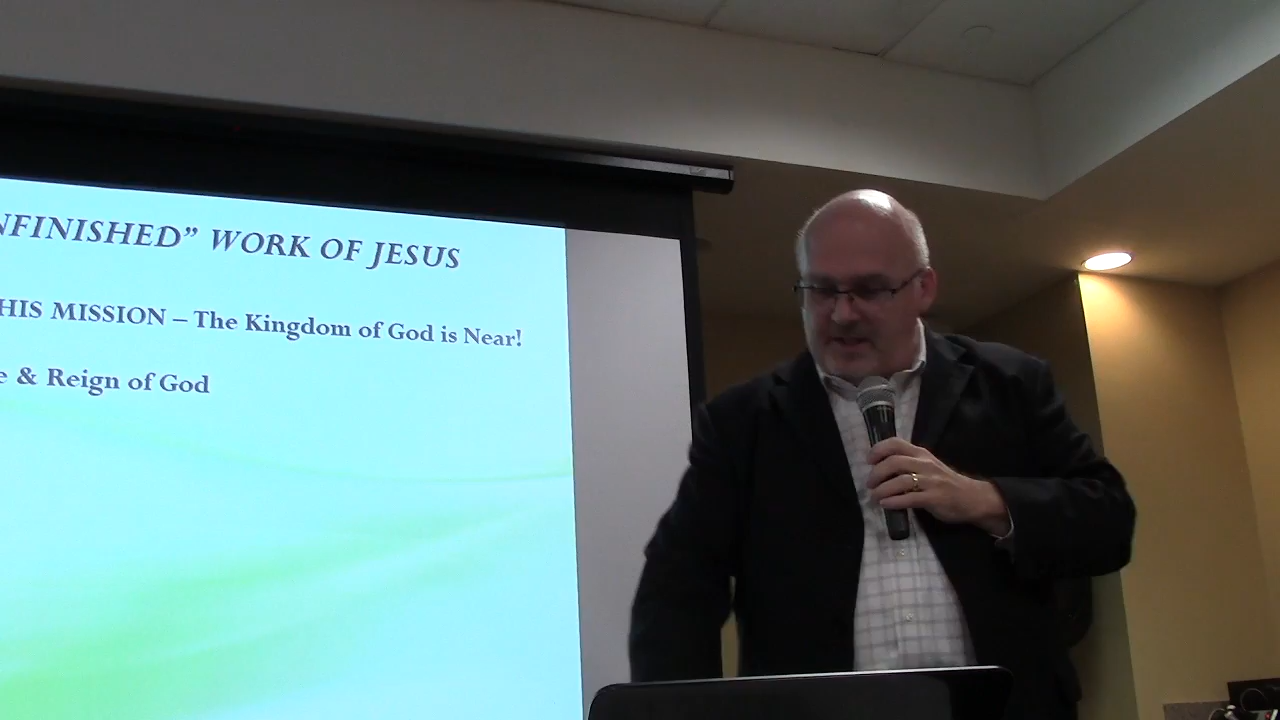 NFINISHED” WORK OF JESUS
HIS MISSION – The Kingdom of God is Near!
e & Reign of God